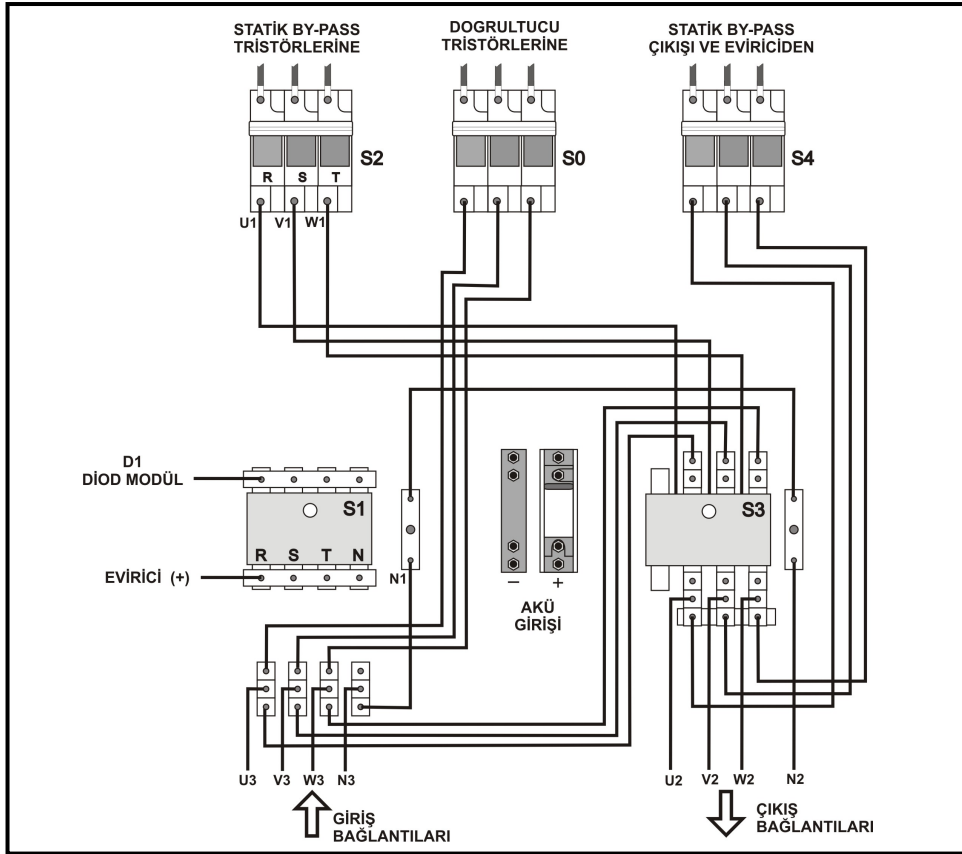 STATİK BY-PASS
TRISTÖRLERİNE
DOGRULTUCU
TRİSTÖRLERİNE
STATİK BY-PASS
ÇIKIŞI VE EVİRİCİDEN
S2
S0
S4
R S T
U1 V1 W1
D1
DİOD MODÜL
S1
S3
R S T N
EVİRİCİ (+)
N1
– +
AKÜ
GİRİŞİ
U3 V3 W3 N3
U2 V2 W2 N2
GİRİŞ
BAĞLANTILARI
ÇIKIŞ
BAĞLANTILARI